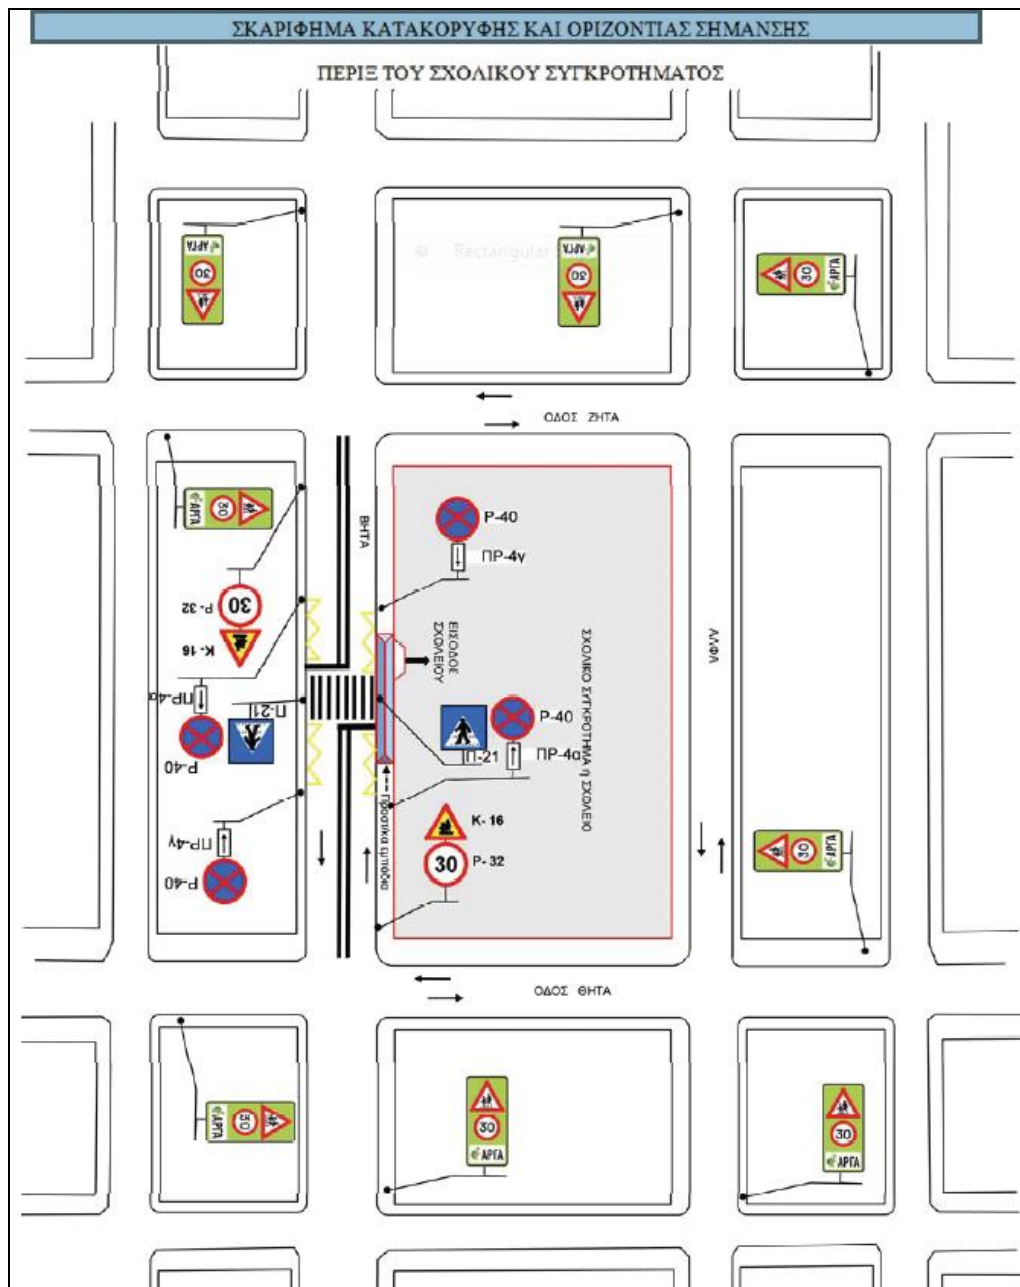 ΣΚΑΡΙΦΗΜΑ ΚΑΤΑΚΟΡΥΦΗΣ ΚΑΙ ΟΡΙΖΟΝΤΙΑΣ ΣΗΜΑΝΣΗΣ
ΠΕΡΙΞ ΤΟΥ ΣΧΟΛΙΚΟΥ ΣΥΓΚΡΟΤΗΜΑΤΟΣ
ΑΡΓΑ
30
ΑΡΓΑ
30
Rectangular
30
ΑΡΓΑ
ΟΔΟΣ ΖΗΤΑ
ΑΡΓΑ
30
ΒΗΤΑ
P-40
ΠΡ-4γ
P-32
30
K-16
ΕΙΣΟΔΟΣ
ΣΧΟΛΕΙΟΥ
ΣΧΟΛΙΚΟ ΣΥΓΚΡΟΤΗΜΑ ή ΣΧΟΛΕΙΟ
ΑΛΦΑ
ΠΡ-4α
Π-21
P-40
P-40
Π-21
ΠΡ-4α
Προστικά εμπόδια
K-16
30
P-32
ΠΡ-4γ
P-40
30
ΑΡΓΑ
ΟΔΟΣ ΘΗΤΑ
ΑΡΓΑ
30
30
ΑΡΓΑ
30
ΑΡΓΑ